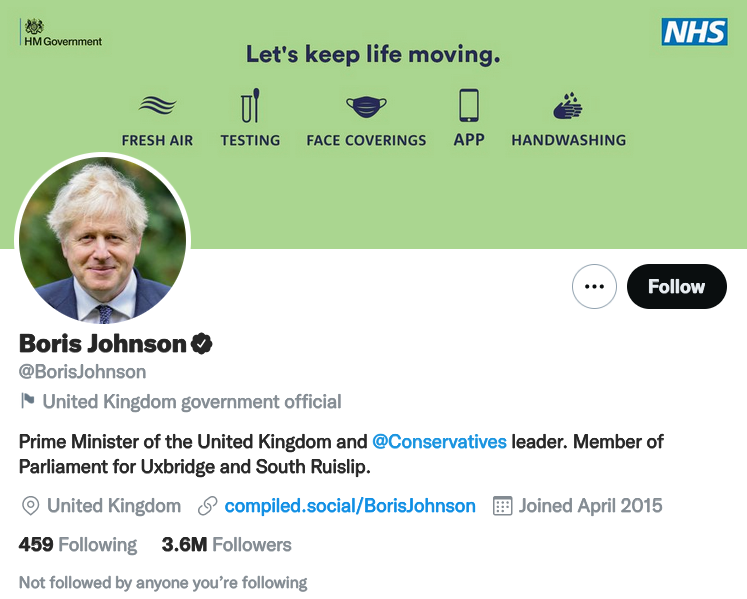 HM Government
NHS
Let's keep life moving.
FRESH AIR TESTING FACE COVERINGS APP HANDWASHING
Follow
Boris Johnson
@BorisJohnson
United Kingdom government official
Prime Minister of the United Kingdom and @Conservatives leader. Member of
Parliament for Uxbridge and South Ruislip.
United Kingdom compiled.social/BorisJohnson Joined April 2015
459 Following 3.6M Followers
Not followed by anyone you’re following